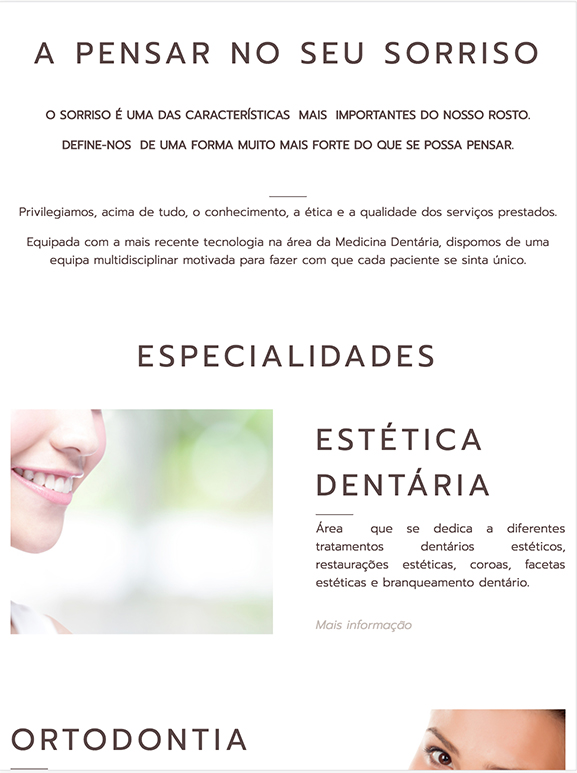 A PENSAR NO SEU SORRISO
O SORRISO É UMA DAS CARACTERÍSTICAS MAIS IMPORTANTES DO NOSSO ROSTO.
DEFINE-NOS DE UMA FORMA MUITO MAIS FORTE DO QUE SE POSSA PENSAR.
Privilegiamos, acima de tudo, o conhecimento, a ética e a qualidade dos serviços prestados.
Equipada com a mais recente tecnologia na área da Medicina Dentária, dispomos de uma
equipa multidisciplinar motivada para fazer com que cada paciente se sinta único.
ESPECIALIDADES
ESTÉTICA
DENTÁRIA
Área que se dedica a diferentes
tratamentos dentários estéticos,
restaurações estéticas, coroas, facetas
estéticas e branqueamento dentário.
Mais informação
ORTODONTIA